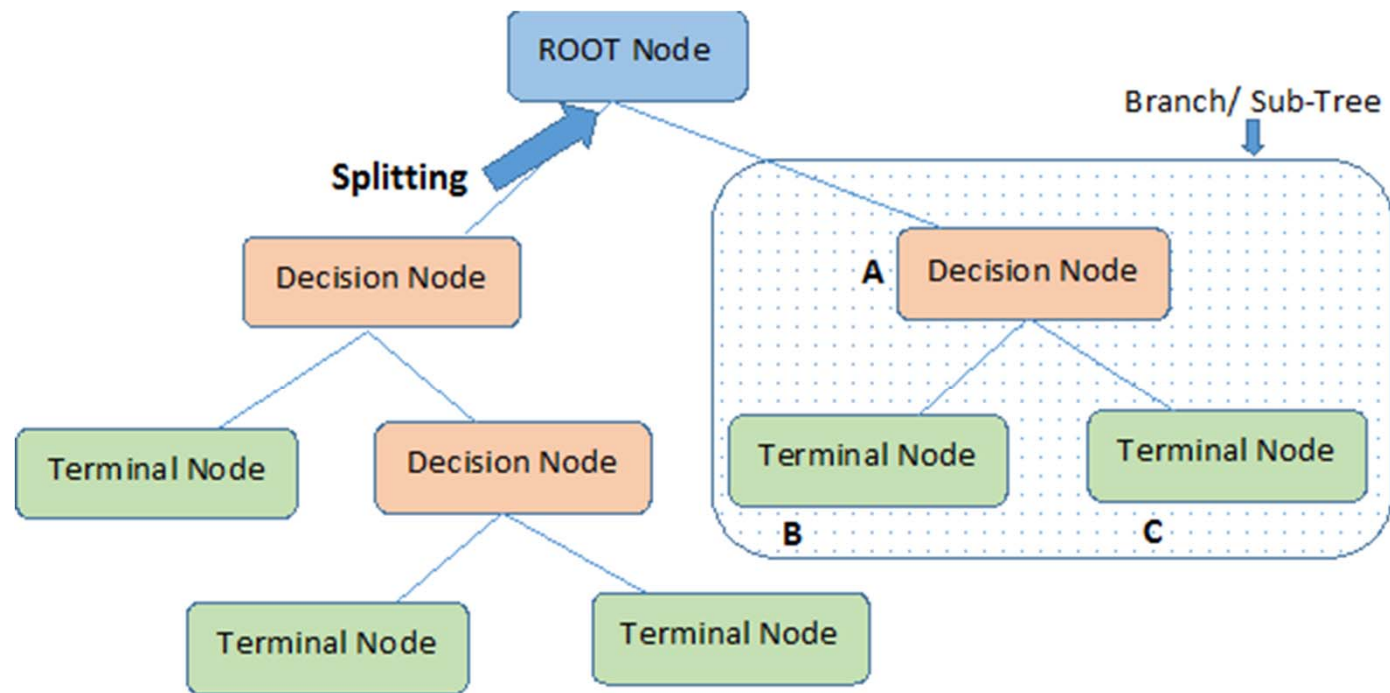 ROOT Node
Branch/ Sub-Tree
Splitting
Decision Node
A
Decision Node
Terminal Node
Decision Node
Terminal Node
Terminal Node
B
C
Terminal Node
Terminal Node